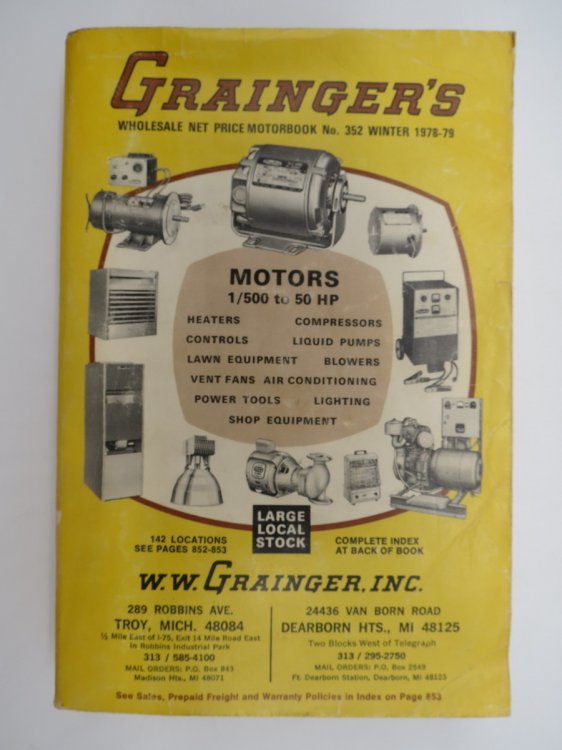 GRAINGER'S
WHOLESALE NET PRICE MOTORBOOK No. 352 WINTER 1978-79
MOTORS
1/500 to 50 HP
HEATERS COMPRESSORS
CONTROLS LIQUID PUMPS
LAWN EQUIPMENT BLOWERS
VENT FANS AIR CONDITIONING
POWER TOOLS LIGHTING
SHOP EQUIPMENT
142 LOCATIONS
SEE PAGES 852-853
LARGE
LOCAL
STOCK
COMPLETE INDEX
AT BACK OF BOOK
W.W. GRAINGER, INC.
289 ROBBINS AVE.
TROY, MICH. 48084
½ Mile East of I-75, Exit 14 Mile Road East
in Robbins Industrial Park
313 / 585-4100
MAIL ORDERS: P.O. Box 843
Madison Hts., MI 48071
24436 VAN BORN ROAD
DEARBORN HTS., MI 48125
Two Blocks West of Telegraph
313 / 295-2750
MAIL ORDERS: P.O. Box 2549
Ft. Dearborn Station, Dearborn, MI 48123
See Sales, Prepaid Freight and Warranty Policies in Index on Page 853